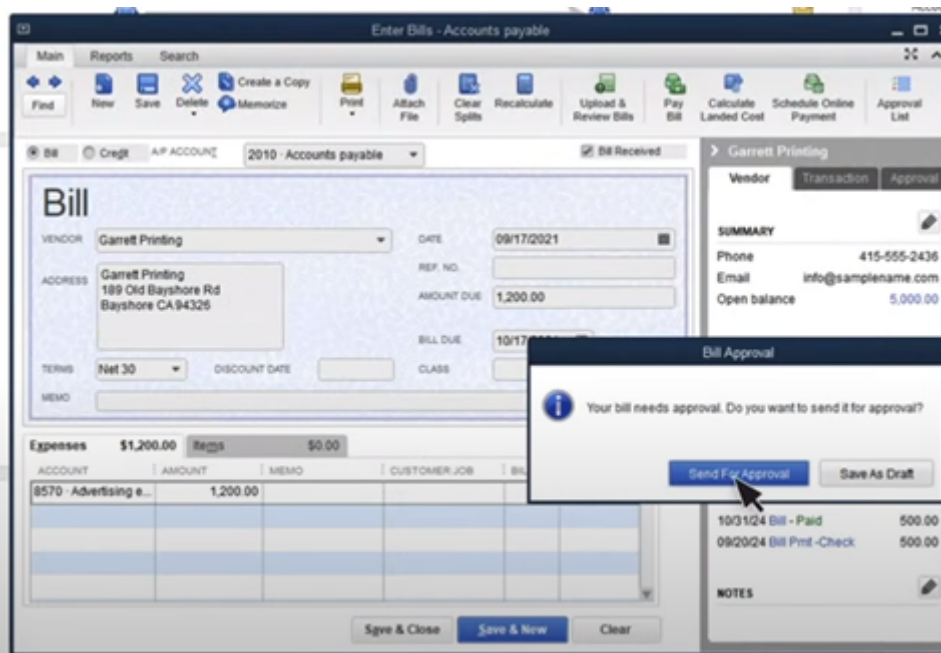 Enter Bills - Accounts payable
Main Reports Search
Find New Save Delete Create a Copy Memorize Print Attach File Clear Splits Recalculate Upload & Review Bills Pay Bill Calculate Landed Cost Schedule Online Payment Approval List
Bill Credit A/P ACCOUNT 2010 · Accounts payable Bill Received
Bill
VENDOR Garrett Printing DATE 09/17/2021
ADDRESS Garrett Printing
189 Old Bayshore Rd
Bayshore CA 94326
REF. NO.
AMOUNT DUE 1,200.00
BILL DUE
TERMS Net 30 DISCOUNT DATE CLASS
MEMO
Expenses $1,200.00 Items $0.00
ACCOUNT AMOUNT MEMO CUSTOMER:JOB
8570 · Advertising e... 1,200.00
Save & Close Save & New Clear
Garrett Printing
Vendor Transaction Approval
SUMMARY
Phone 415-555-2436
Email info@samplename.com
Open balance 5,000.00
Bill Approval
Your bill needs approval. Do you want to send it for approval?
Send For Approval Save As Draft
10/31/24 Bill - Paid 500.00
09/20/24 Bill Pmt -Check 500.00
NOTES